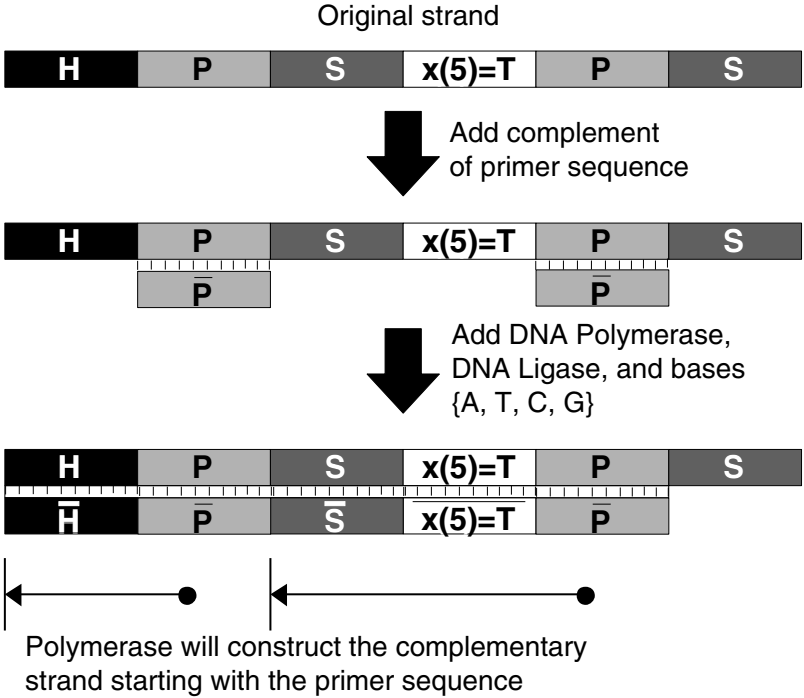 Original strand
H P S x(5)=T P S
Add complement
of primer sequence
H P S x(5)=T P S
P̅ P̅
Add DNA Polymerase,
DNA Ligase, and bases
{A, T, C, G}
H P S x(5)=T P S
H̅ P̅ S̅ x̅(̅5̅)̅=̅T̅ P̅
Polymerase will construct the complementary
strand starting with the primer sequence